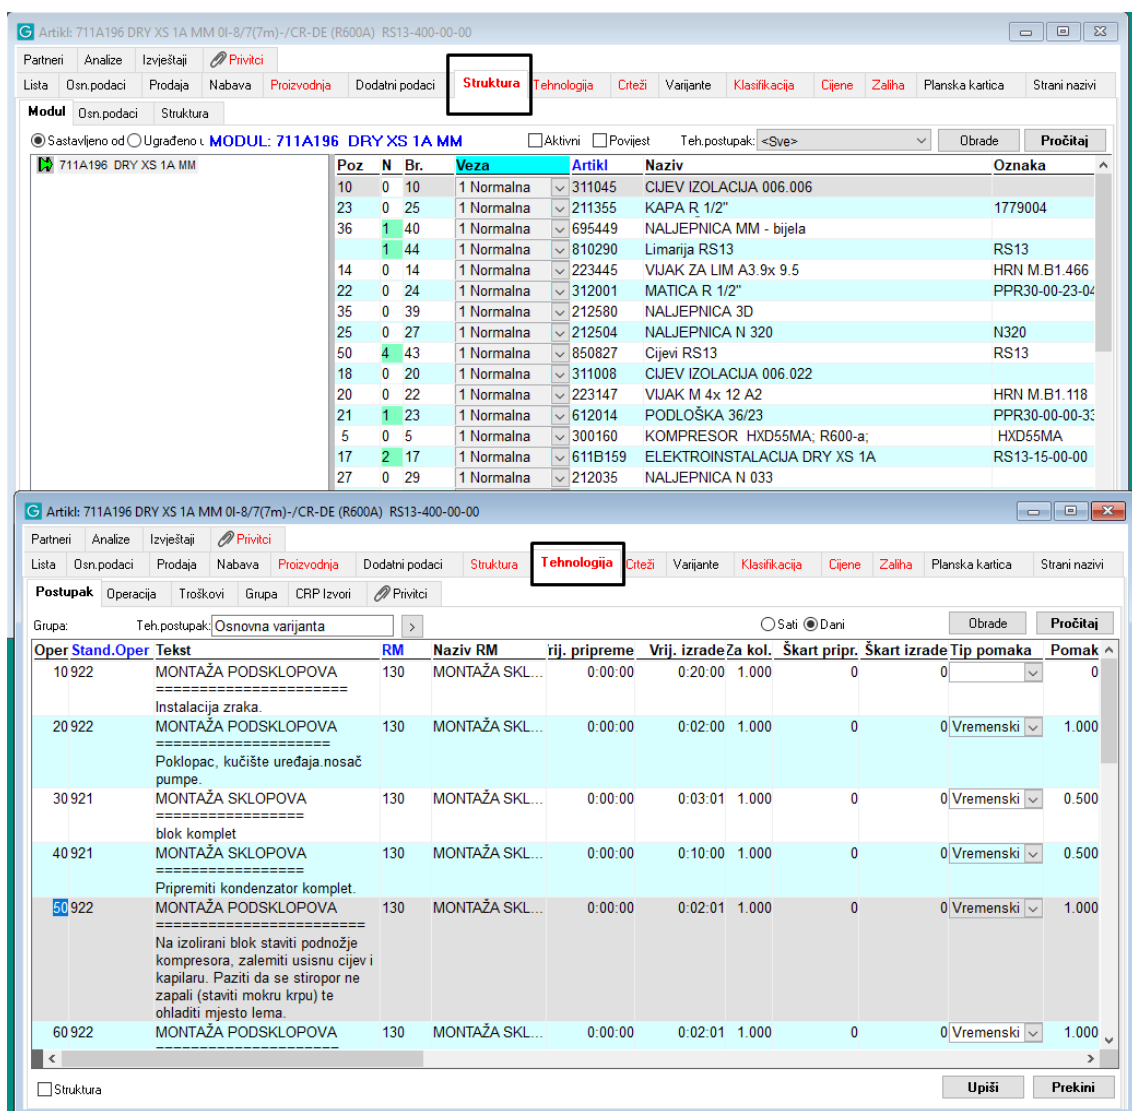 G Artikl: 711A196 DRY XS 1A MM 0I-8/7(7m)-/CR-DE (R600A) RS13-400-00-00
Partneri Analize Izvještaji Privitci
Lista Osn.podaci Prodaja Nabava Proizvodnja Dodatni podaci Struktura Tehnologija Crteži Varijante Klasifikacija Cijene Zaliha Planska kartica Strani nazivi
Modul Osn.podaci Struktura
Sastavljeno od Ugrađeno u MODUL: 711A196 DRY XS 1A MM Aktivni Povijest Teh.postupak: <Sve> Obrade Pročitaj
711A196 DRY XS 1A MM
Poz N Br. Veza Artikl Naziv Oznaka
10 0 10 1 Normalna 311045 CIJEV IZOLACIJA 006.006
23 0 25 1 Normalna 211355 KAPA R 1/2" 1779004
36 1 40 1 Normalna 695449 NALJEPNICA MM - bijela
1 44 1 Normalna 810290 Limarija RS13 RS13
14 0 14 1 Normalna 223445 VIJAK ZA LIM A3.9x 9.5 HRN M.B1.466
22 0 24 1 Normalna 312001 MATICA R 1/2" PPR30-00-23-04
35 0 39 1 Normalna 212580 NALJEPNICA 3D
25 0 27 1 Normalna 212504 NALJEPNICA N 320 N320
50 4 43 1 Normalna 850827 Cijevi RS13 RS13
18 0 20 1 Normalna 311008 CIJEV IZOLACIJA 006.022
20 0 22 1 Normalna 223147 VIJAK M 4x 12 A2 HRN M.B1.118
21 1 23 1 Normalna 612014 PODLOŠKA 36/23 PPR30-00-00-33
5 0 5 1 Normalna 300160 KOMPRESOR HXD55MA; R600-a; HXD55MA
17 2 17 1 Normalna 611B159 ELEKTROINSTALACIJA DRY XS 1A RS13-15-00-00
27 0 29 1 Normalna 212035 NALJEPNICA N 033
G Artikl: 711A196 DRY XS 1A MM 0I-8/7(7m)-/CR-DE (R600A) RS13-400-00-00
Partneri Analize Izvještaji Privitci
Lista Osn.podaci Prodaja Nabava Proizvodnja Dodatni podaci Struktura Tehnologija Crteži Varijante Klasifikacija Cijene Zaliha Planska kartica Strani nazivi
Postupak Operacija Troškovi Grupa CRP Izvori Privitci
Grupa: Teh.postupak: Osnovna varijanta > Sati Dani Obrade Pročitaj
Oper Stand.Oper Tekst RM Naziv RM rij. pripreme Vrij. izrade Za kol. Škart pripr. Škart izrade Tip pomaka Pomak
10 922 MONTAŽA PODSKLOPOVA 130 MONTAŽA SKL... 0:00:00 0:20:00 1.000 0 0 0
======================
Instalacija zraka.
20 922 MONTAŽA PODSKLOPOVA 130 MONTAŽA SKL... 0:00:00 0:02:00 1.000 0 0 Vremenski 1.000
====================
Poklopac, kučište uređaja.nosač
pumpe.
30 921 MONTAŽA SKLOPOVA 130 MONTAŽA SKL... 0:00:00 0:03:01 1.000 0 0 Vremenski 0.500
=================
blok komplet
40 921 MONTAŽA SKLOPOVA 130 MONTAŽA SKL... 0:00:00 0:10:00 1.000 0 0 Vremenski 0.500
=================
Pripremiti kondenzator komplet.
50 922 MONTAŽA PODSKLOPOVA 130 MONTAŽA SKL... 0:00:00 0:02:01 1.000 0 0 Vremenski 1.000
========================
Na izolirani blok staviti podnožje
kompresora, zalemiti usisnu cijev i
kapilaru. Paziti da se stiropor ne
zapali (staviti mokru krpu) te
ohladiti mjesto lema.
60 922 MONTAŽA PODSKLOPOVA 130 MONTAŽA SKL... 0:00:00 0:02:01 1.000 0 0 Vremenski 1.000
=====================
Struktura Upiši Prekini